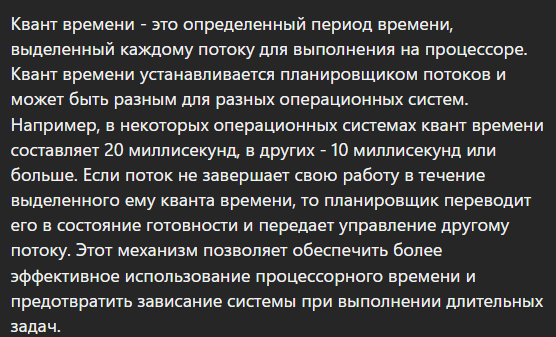 Квант времени - это определенный период времени,
выделенный каждому потоку для выполнения на процессоре.
Квант времени устанавливается планировщиком потоков и
может быть разным для разных операционных систем.
Например, в некоторых операционных системах квант времени
составляет 20 миллисекунд, в других - 10 миллисекунд или
больше. Если поток не завершает свою работу в течение
выделенного ему кванта времени, то планировщик переводит
его в состояние готовности и передает управление другому
потоку. Этот механизм позволяет обеспечить более
эффективное использование процессорного времени и
предотвратить зависание системы при выполнении длительных
задач.